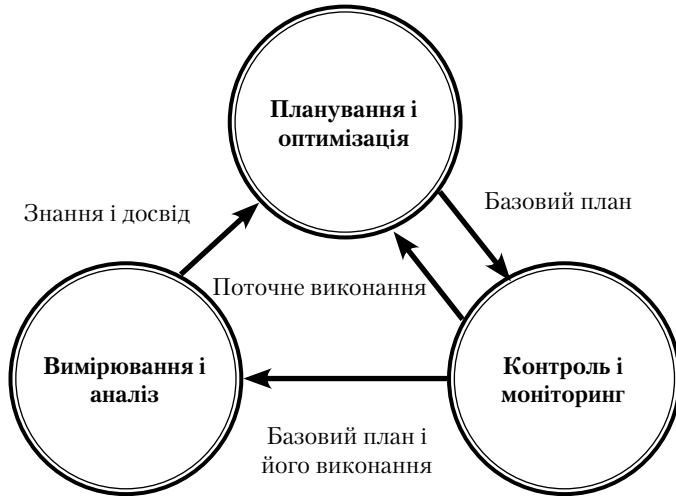 Планування і
оптимізація
Знання і досвід
Базовий план
Поточне виконання
Вимірювання і
аналіз
Контроль і
моніторинг
Базовий план і
його виконання